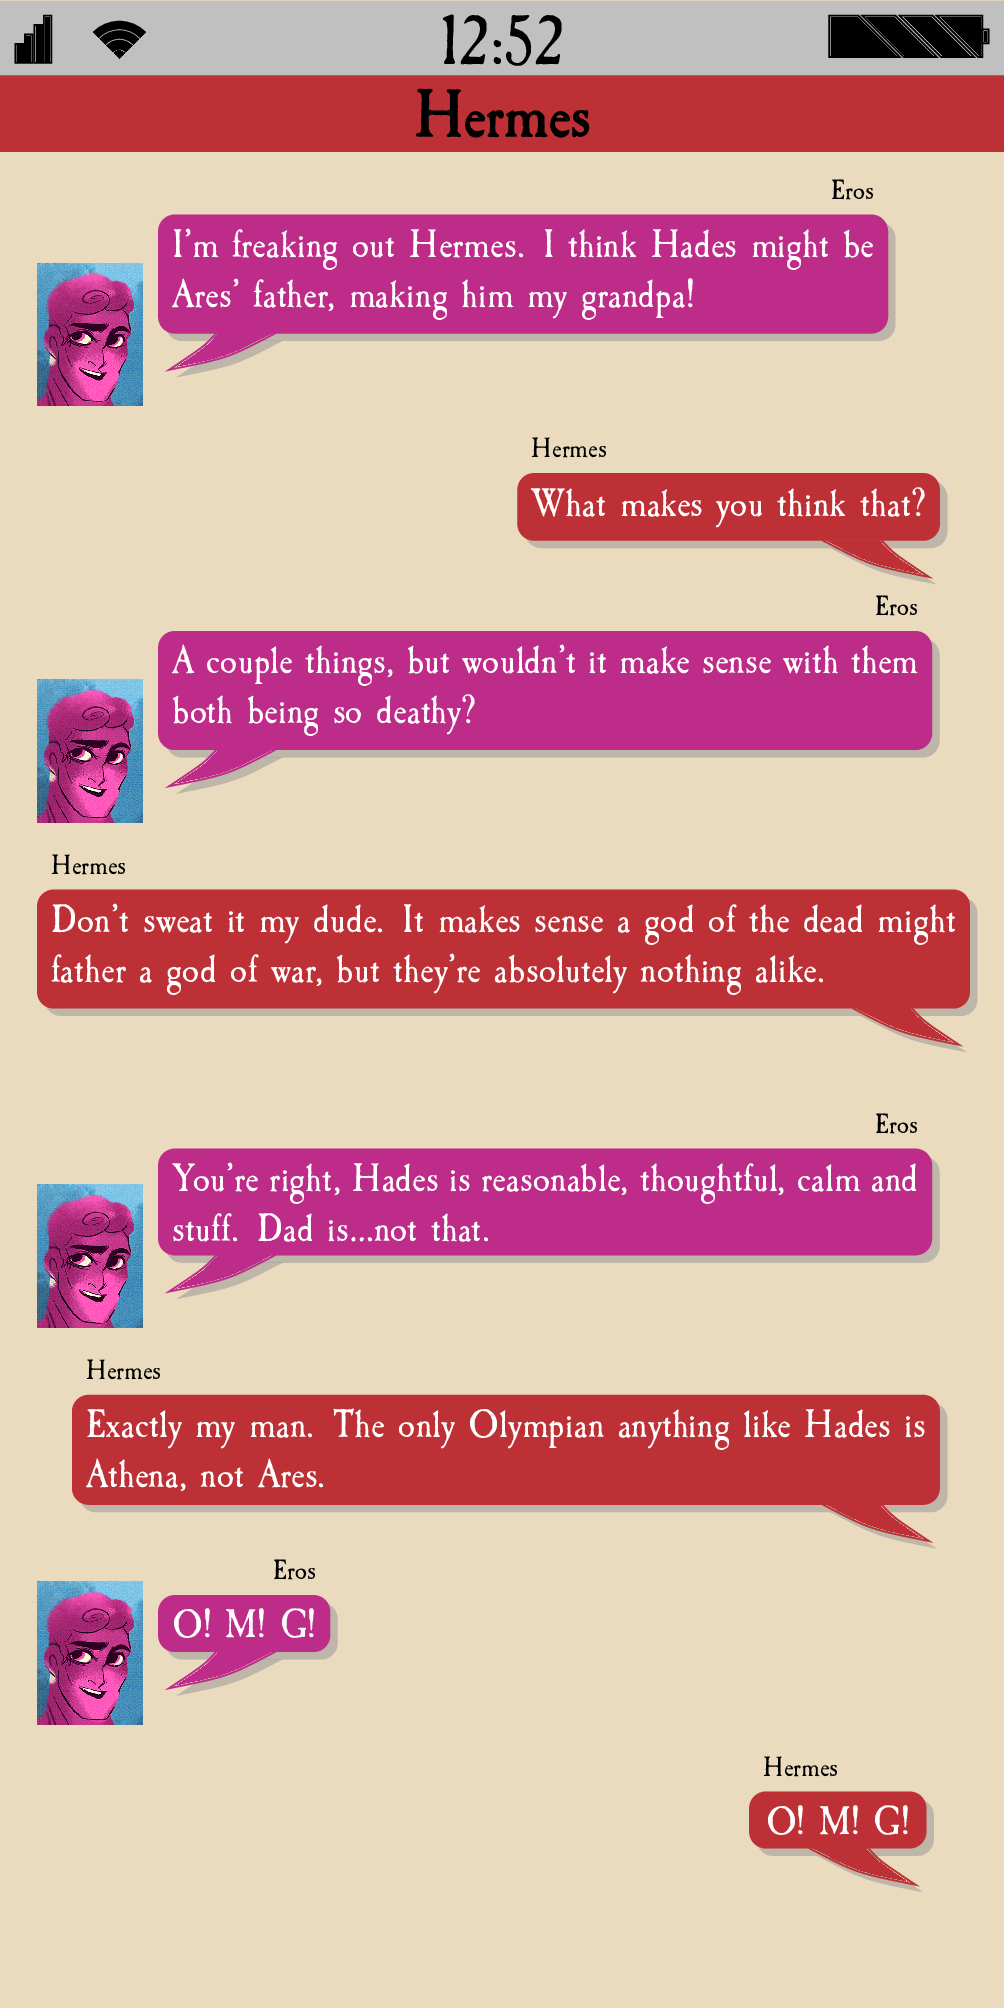 12:52
Hermes
Eros
I'm freaking out Hermes. I think Hades might be
Ares' father, making him my grandpa!
Hermes
What makes you think that?
Eros
A couple things, but wouldn't it make sense with them
both being so deathy?
Hermes
Don't sweat it my dude. It makes sense a god of the dead might
father a god of war, but they're absolutely nothing alike.
Eros
You're right, Hades is reasonable, thoughtful, calm and
stuff. Dad is...not that.
Hermes
Exactly my man. The only Olympian anything like Hades is
Athena, not Ares.
Eros
O! M! G!
Hermes
O! M! G!